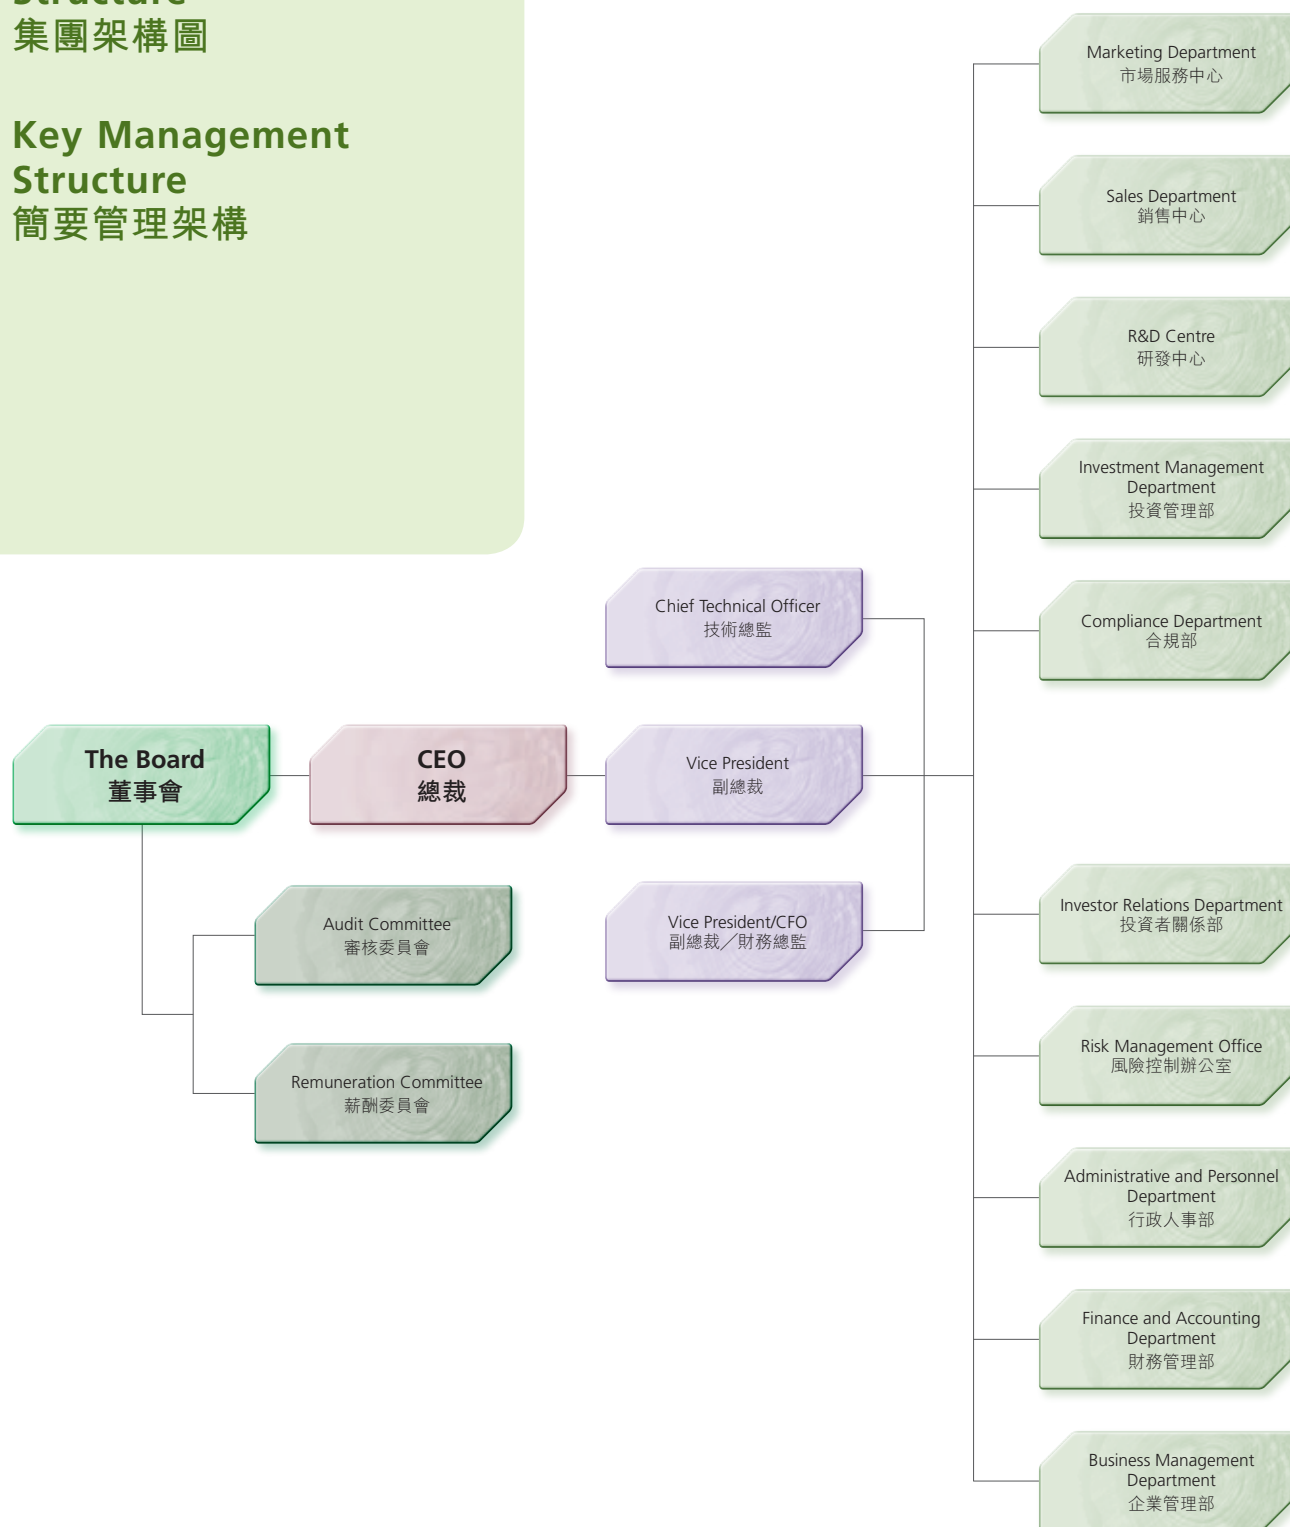 Structure
集團架構圖
Key Management
Structure
簡要管理架構
Marketing Department
市場服務中心
Sales Department
銷售中心
R&D Centre
研發中心
Investment Management
Department
投資管理部
Compliance Department
合規部
Chief Technical Officer
技術總監
The Board
董事會
CEO
總裁
Vice President
副總裁
Vice President/CFO
副總裁╱財務總監
Audit Committee
審核委員會
Remuneration Committee
薪酬委員會
Investor Relations Department
投資者關係部
Risk Management Office
風險控制辦公室
Administrative and Personnel
Department
行政人事部
Finance and Accounting
Department
財務管理部
Business Management
Department
企業管理部